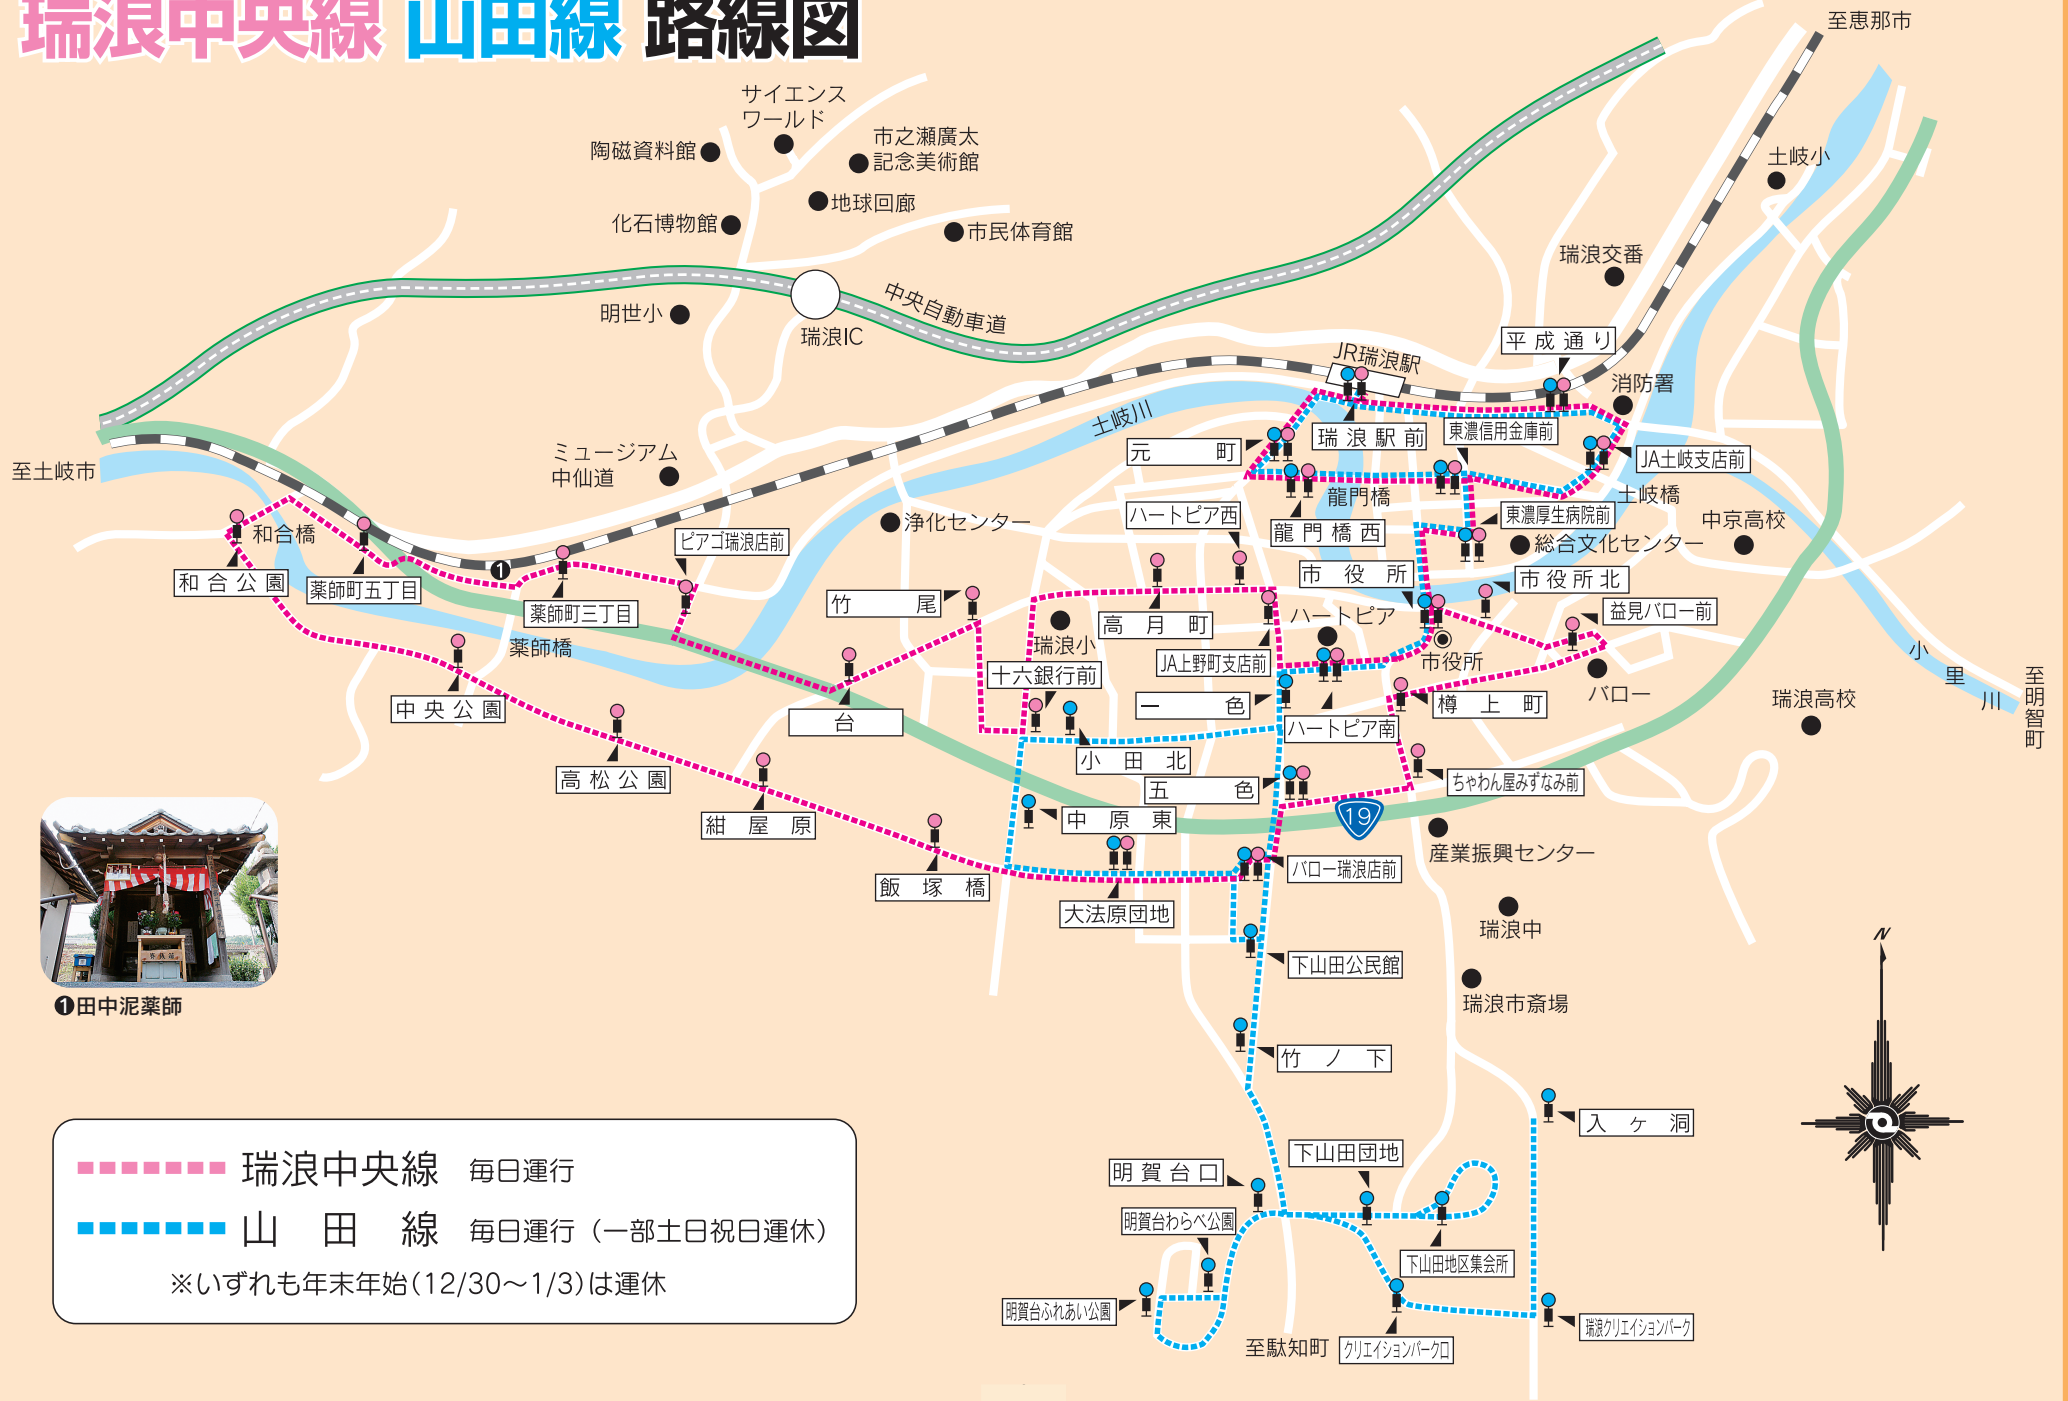 瑞浪中央線 山田線 路線図
至恵那市
サイエンス
ワールド
陶磁資料館
市之瀬廣太
記念美術館
地球回廊
化石博物館
市民体育館
土岐小
瑞浪交番
明世小
瑞浪IC
中央自動車道
JR瑞浪駅
平成通り
消防署
土岐川
至土岐市
ミュージアム
中仙道
元町
瑞浪駅前
東濃信用金庫前
JA土岐支店前
土岐橋
龍門橋
龍門橋西
ハートピア西
東濃厚生病院前
中京高校
総合文化センター
浄化センター
和合橋
和合公園
薬師町五丁目
❶
薬師町三丁目
ピアゴ瑞浪店前
薬師橋
竹尾
瑞浪小
高月町
市役所
市役所北
ハートピア
益見バロー前
JA上野町支店前
市役所
バロー
小里川
至明智町
瑞浪高校
十六銀行前
一色
ハートピア南
樽上町
中央公園
台
高松公園
小田北
五色
ちゃわん屋みずなみ前
紺屋原
中原東
19
産業振興センター
飯塚橋
大法原団地
バロー瑞浪店前
瑞浪中
下山田公民館
瑞浪市斎場
❶田中泥薬師
竹ノ下
N
入ヶ洞
下山田団地
明賀台口
明賀台わらべ公園
下山田地区集会所
明賀台ふれあい公園
至駄知町
クリエイションパーク口
瑞浪クリエイションパーク
瑞浪中央線 毎日運行
山田線 毎日運行（一部土日祝日運休）
※いずれも年末年始（12/30～1/3）は運休